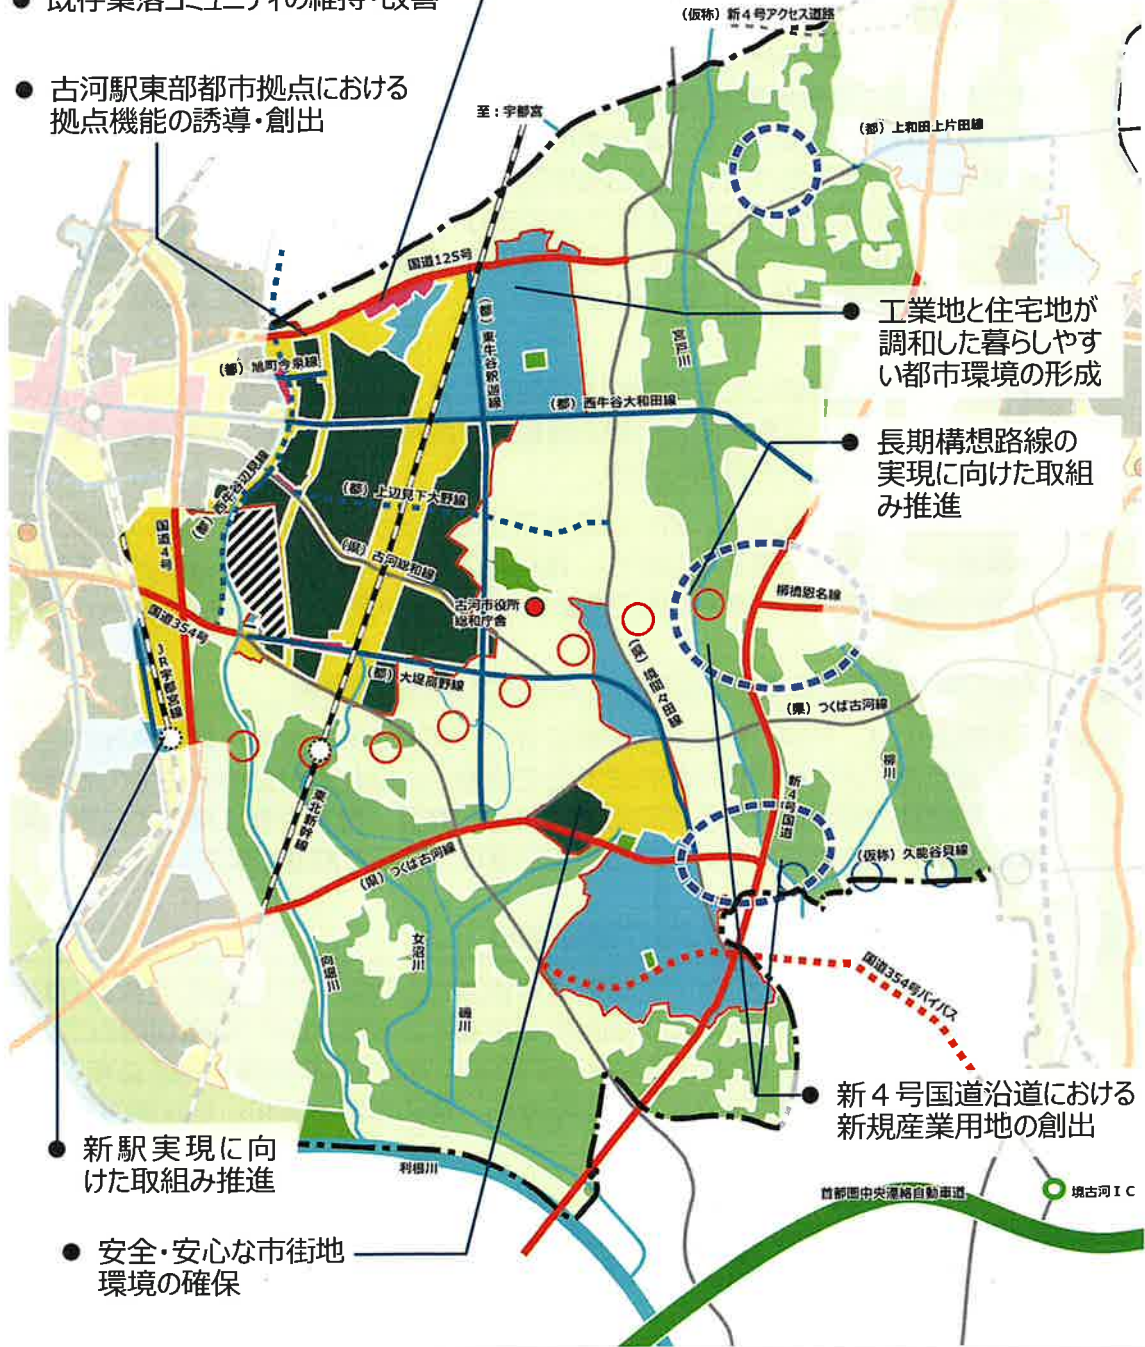 ● 既存集落コミュニティの維持・改善
(仮称) 新4号アクセス道路
● 古河駅東部都市拠点における
拠点機能の誘導・創出
至：宇都宮
(都) 上和田上片田線
国道125号
● 工業地と住宅地が
調和した暮らしやす
い都市環境の形成
(都) 東牛谷釈迦線
宮戸川
(都) 旭町今泉線
(都) 西牛谷大和田線
● 長期構想路線の
実現に向けた取組
み推進
(都) 西牛谷辺見線
(都) 上辺見下大野線
国道4号
(県) 古河総和線
柳橋恩名線
古河市役所
総和庁舎
国道354号
JR宇都宮線
(都) 大堤高野線
(県) 境間々田線
(県) つくば古河線
柳川
新4号国道
東北新幹線
(県) つくば古河線
(仮称) 久能谷貝線
女沼川
向堀川
磯川
国道354号バイパス
● 新4号国道沿道における
新規産業用地の創出
● 新駅実現に向
けた取組み推進
利根川
首都圏中央連絡自動車道
境古河IC
● 安全・安心な市街地
環境の確保